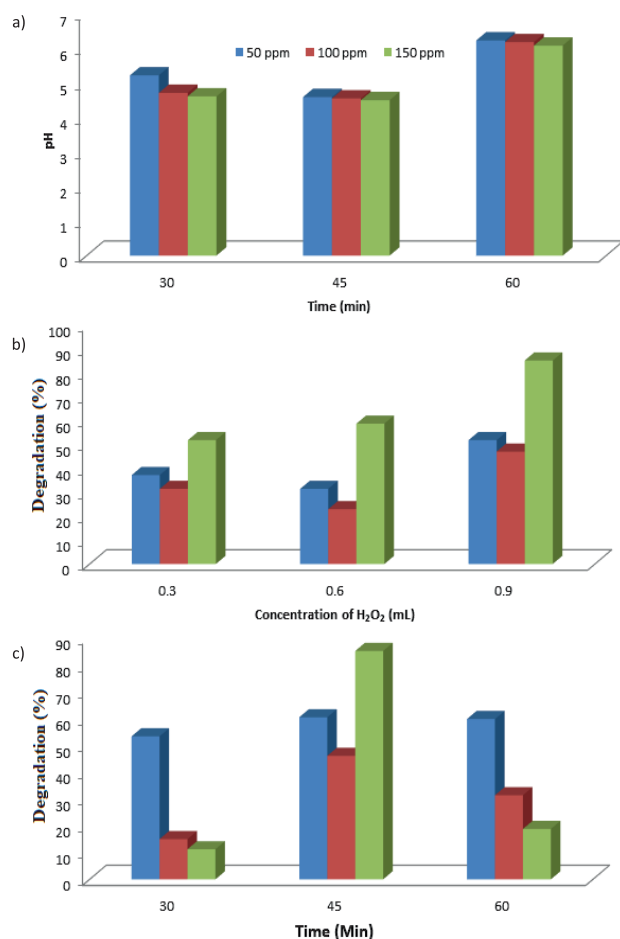 a)
7
6
5
4
3
2
1
0
pH
50 ppm 100 ppm 150 ppm
30 45 60
Time (min)
b)
100
90
80
70
60
50
40
30
20
10
0
Degradation (%)
0.3 0.6 0.9
Concentration of H₂O₂ (mL)
c)
90
80
70
60
50
40
30
20
10
0
Degradation (%)
30 45 60
Time (Min)